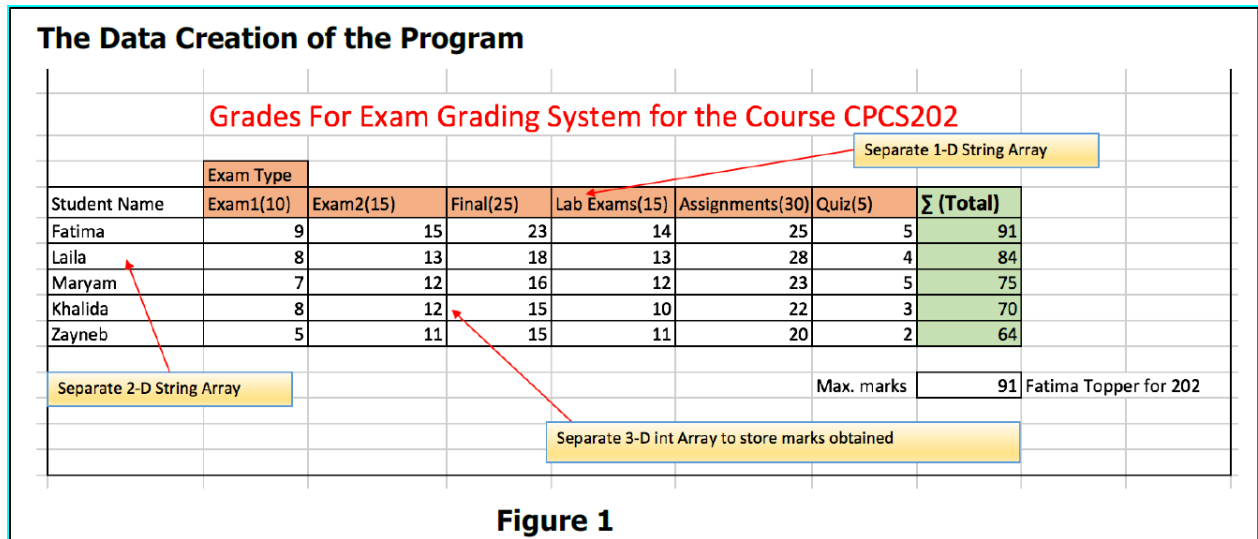 The Data Creation of the Program
Grades For Exam Grading System for the Course CPCS202
Separate 1-D String Array
Exam Type
Student Name Exam1(10) Exam2(15) Final(25) Lab Exams(15) Assignments(30) Quiz(5) ∑ (Total)
Fatima 9 15 23 14 25 5 91
Laila 8 13 18 13 28 4 84
Maryam 7 12 16 12 23 5 75
Khalida 8 12 15 10 22 3 70
Zayneb 5 11 15 11 20 2 64
Separate 2-D String Array
Max. marks 91 Fatima Topper for 202
Separate 3-D int Array to store marks obtained
Figure 1